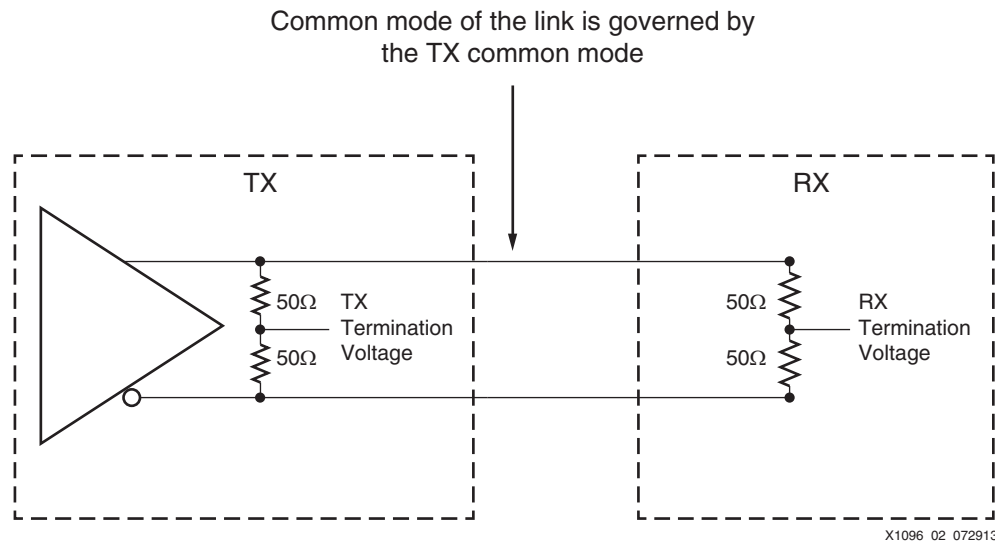 Common mode of the link is governed by
the TX common mode
TX
RX
50Ω
TX
Termination
Voltage
50Ω
50Ω
RX
Termination
Voltage
50Ω
X1096_02_072913